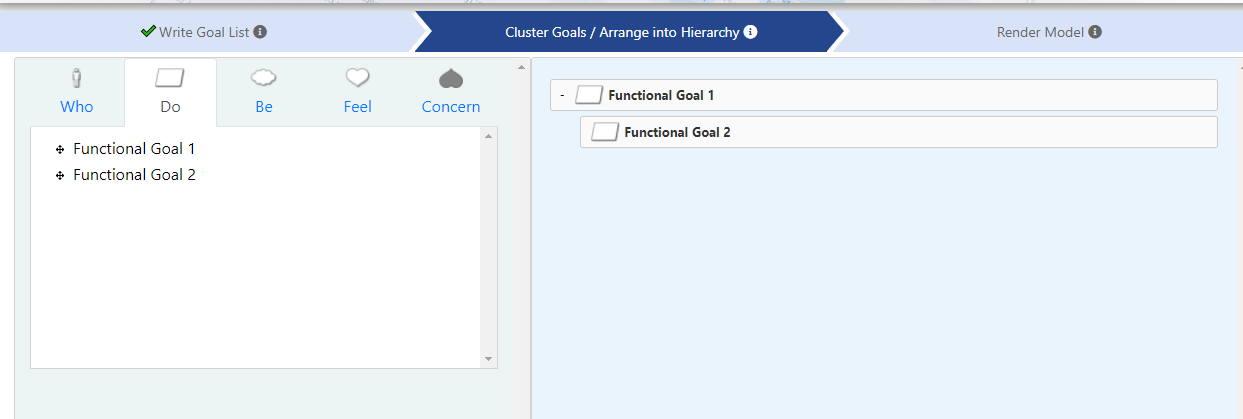 Write Goal List
Cluster Goals / Arrange into Hierarchy
Render Model
Who
Do
Be
Feel
Concern
Functional Goal 1
Functional Goal 2
- Functional Goal 1
Functional Goal 2